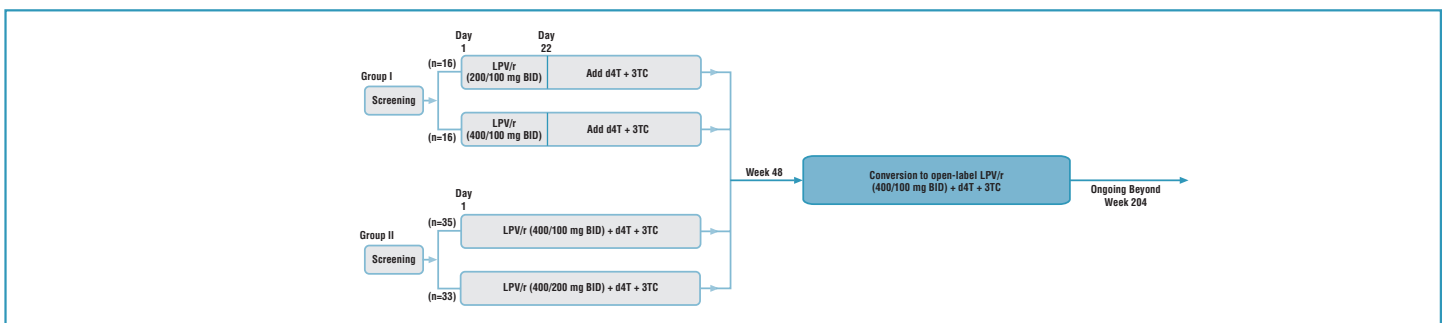 Day
1
Day
22
(n=16)
Group I
Screening
LPV/r
(200/100 mg BID)
Add d4T + 3TC
LPV/r
(400/100 mg BID)
Add d4T + 3TC
(n=16)
Week 48
Conversion to open-label LPV/r
(400/100 mg BID) + d4T + 3TC
Ongoing Beyond
Week 204
Day
1
(n=35)
Group II
Screening
LPV/r (400/100 mg BID) + d4T + 3TC
LPV/r (400/200 mg BID) + d4T + 3TC
(n=33)